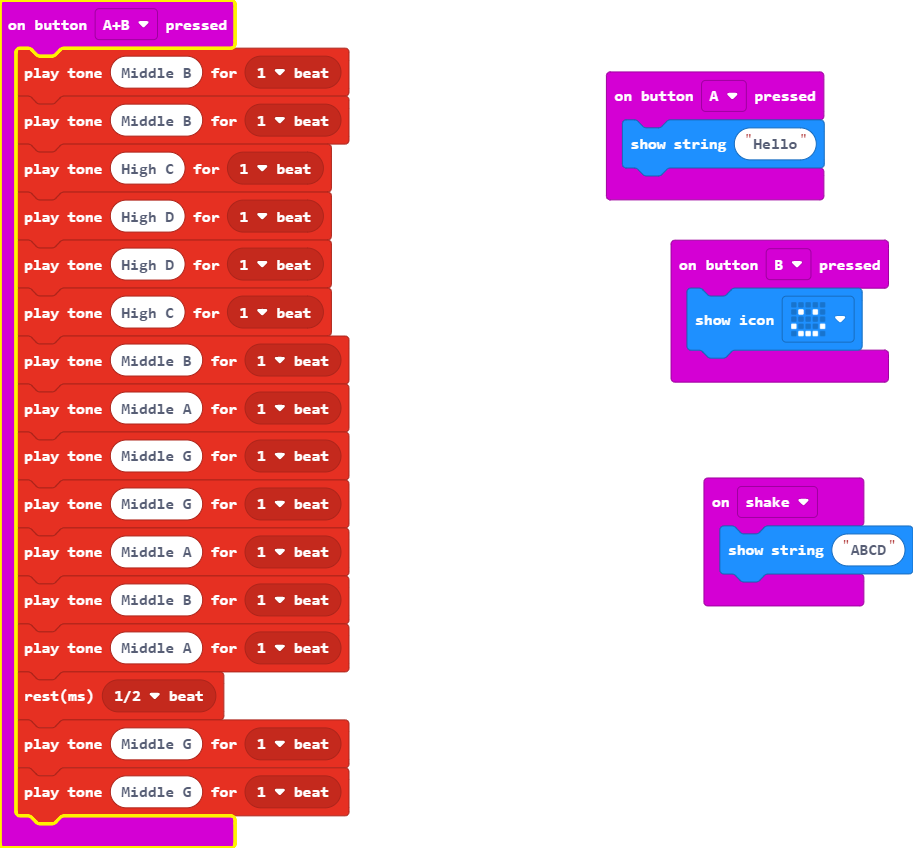 on button A+B pressed
play tone Middle B for 1 beat
play tone Middle B for 1 beat
play tone High C for 1 beat
play tone High D for 1 beat
play tone High D for 1 beat
play tone High C for 1 beat
play tone Middle B for 1 beat
play tone Middle A for 1 beat
play tone Middle G for 1 beat
play tone Middle G for 1 beat
play tone Middle A for 1 beat
play tone Middle B for 1 beat
play tone Middle A for 1 beat
rest(ms) 1/2 beat
play tone Middle G for 1 beat
play tone Middle G for 1 beat
on button A pressed
show string "Hello"
on button B pressed
show icon
on shake
show string "ABCD"